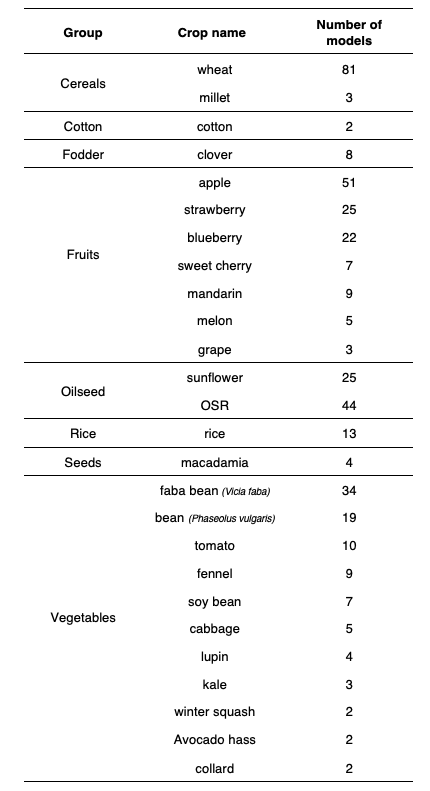 Group Crop name Number of models
Cereals wheat 81
millet 3
Cotton cotton 2
Fodder clover 8
Fruits apple 51
strawberry 25
blueberry 22
sweet cherry 7
mandarin 9
melon 5
grape 3
Oilseed sunflower 25
OSR 44
Rice rice 13
Seeds macadamia 4
Vegetables faba bean (Vicia faba) 34
bean (Phaseolus vulgaris) 19
tomato 10
fennel 9
soy bean 7
cabbage 5
lupin 4
kale 3
winter squash 2
Avocado hass 2
collard 2